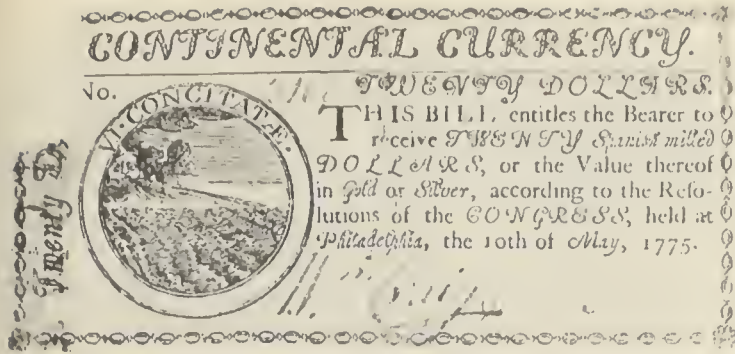 CONTINENTAL CURRENCY.
No.
TWENTY DOLLARS.
VI·CONCITATÆ.
THIS BILL entitles the Bearer to
receive TWENTY Spanish milled
DOLLARS, or the Value thereof
in Gold or Silver, according to the Reſo-
lutions of the CONGRESS, held at
Philadelphia, the 10th of May, 1775.
Twenty